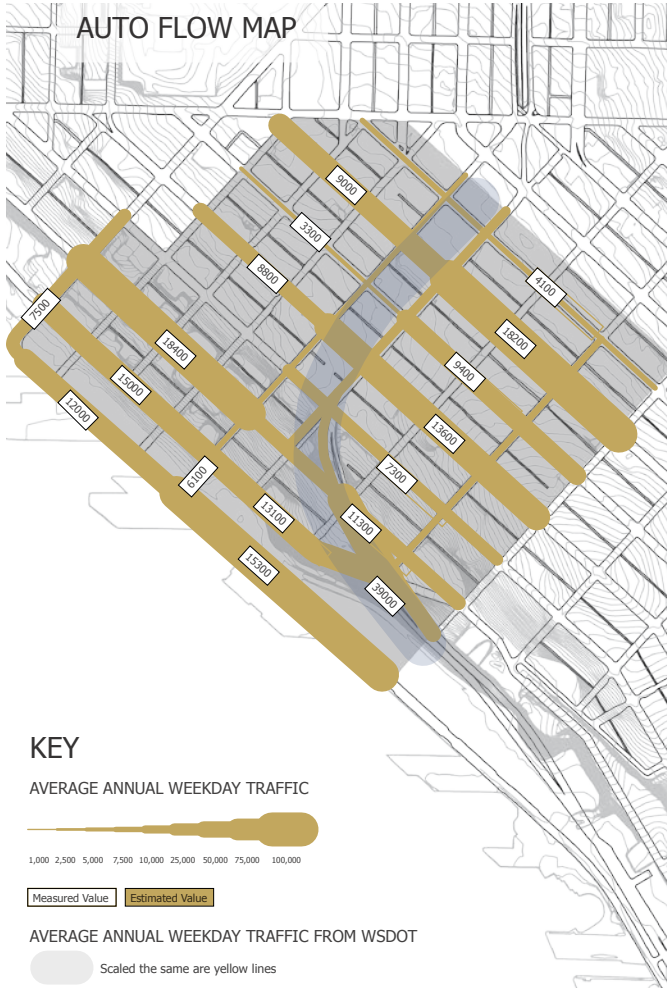 AUTO FLOW MAP
9000
3300
8800
4100
7500
18200
18400
9400
15000
12000
13600
7300
6100
13100
11300
15300
39000
KEY
AVERAGE ANNUAL WEEKDAY TRAFFIC
1,000 2,500 5,000 7,500 10,000 25,000 50,000 75,000 100,000
Measured Value Estimated Value
AVERAGE ANNUAL WEEKDAY TRAFFIC FROM WSDOT
Scaled the same are yellow lines